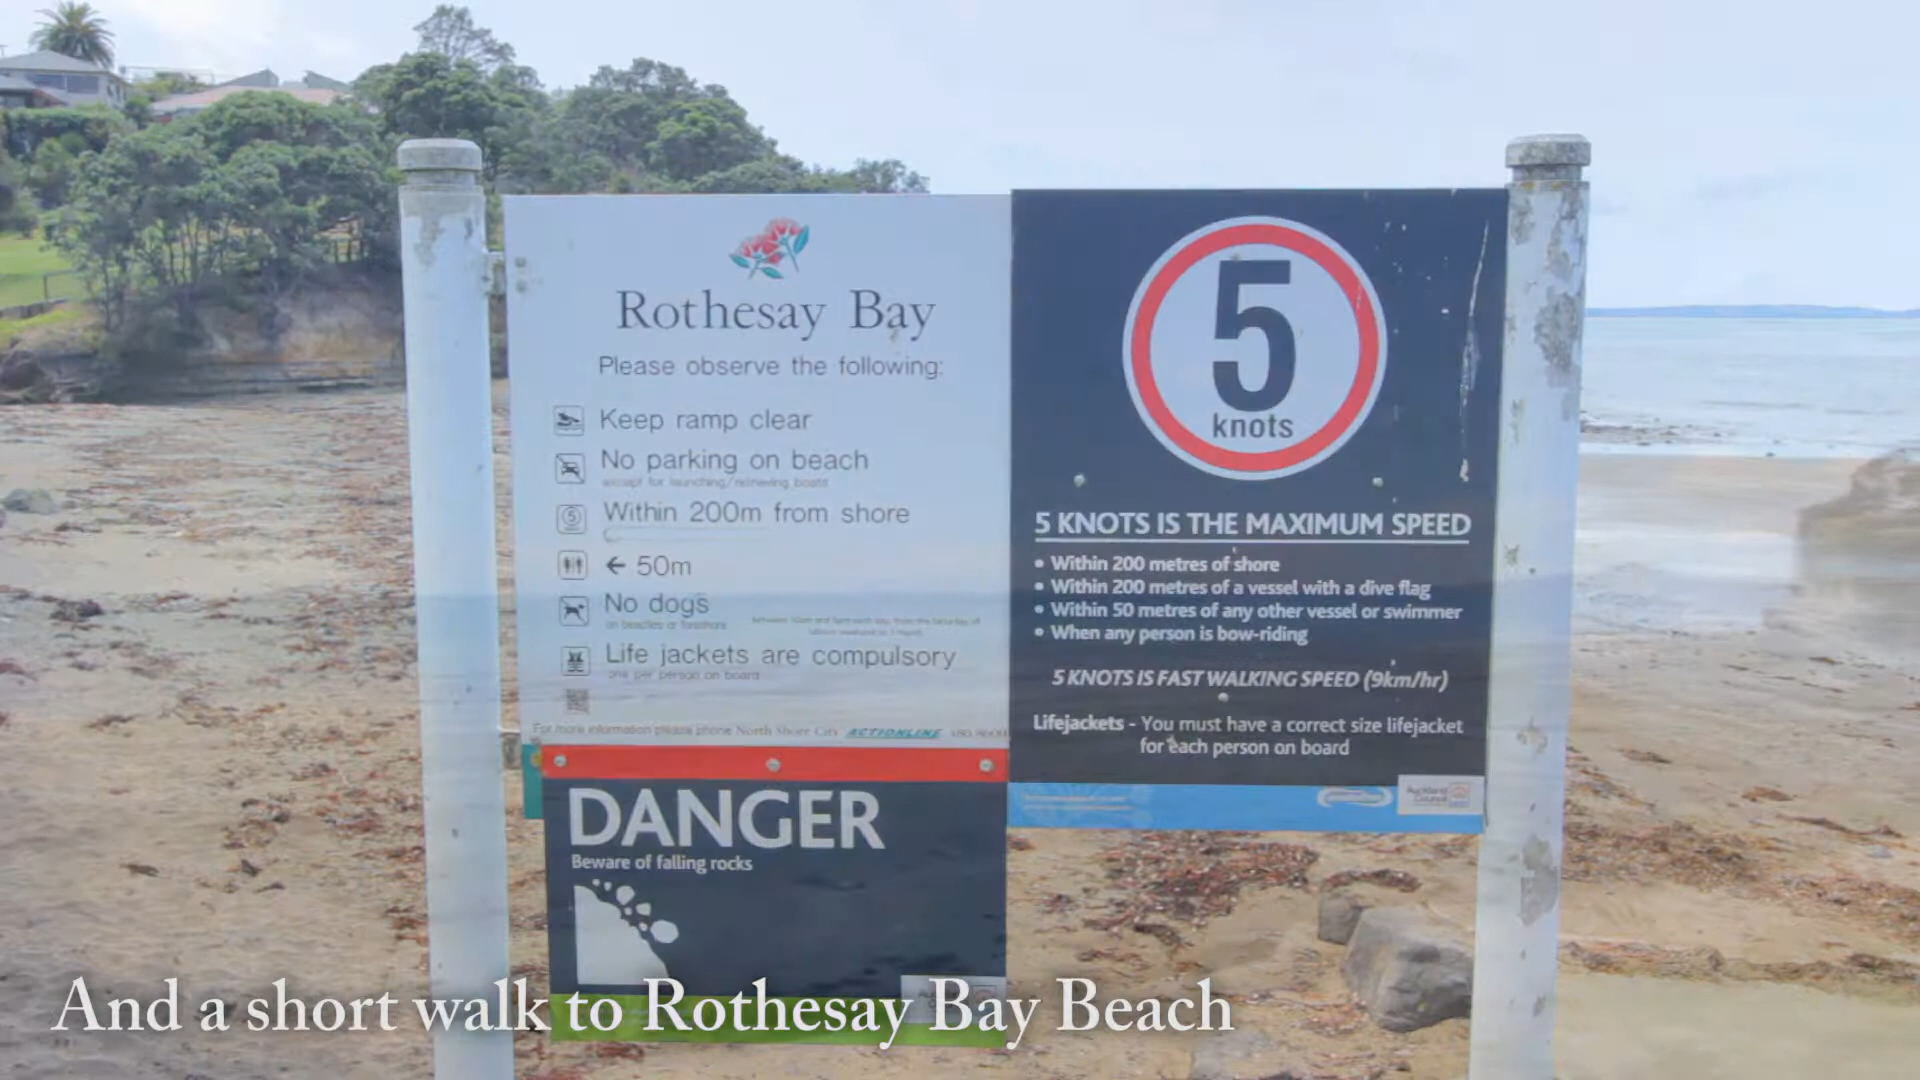 Rothesay Bay
Please observe the following:
Keep ramp clear
No parking on beach
except for launching/retrieving boats
5
Within 200m from shore
← 50m
No dogs
on beaches or foreshore
Life jackets are compulsory
one per person on board
For more information please phone North Shore City ACTIONLINE
DANGER
Beware of falling rocks
5
knots
5 KNOTS IS THE MAXIMUM SPEED
• Within 200 metres of shore
• Within 200 metres of a vessel with a dive flag
• Within 50 metres of any other vessel or swimmer
• When any person is bow-riding
5 KNOTS IS FAST WALKING SPEED (9km/hr)
Lifejackets - You must have a correct size lifejacket
for each person on board
Auckland
Council
And a short walk to Rothesay Bay Beach